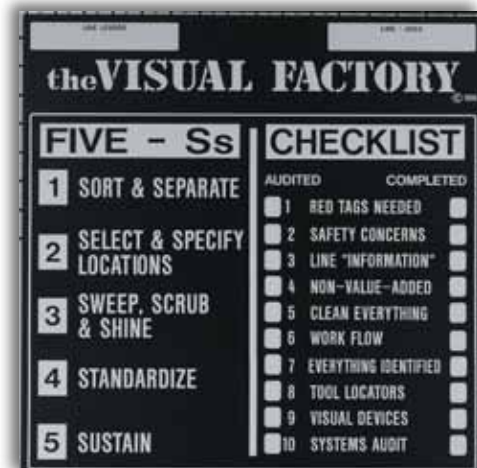 theVISUAL FACTORY
FIVE - Ss
1 SORT & SEPARATE
2 SELECT & SPECIFY
LOCATIONS
3 SWEEP, SCRUB
& SHINE
4 STANDARDIZE
5 SUSTAIN
CHECKLIST
AUDITED COMPLETED
1 RED TAGS NEEDED
2 SAFETY CONCERNS
3 LINE "INFORMATION"
4 NON-VALUE-ADDED
5 CLEAN EVERYTHING
6 WORK FLOW
7 EVERYTHING IDENTIFIED
8 TOOL LOCATORS
9 VISUAL DEVICES
10 SYSTEMS AUDIT